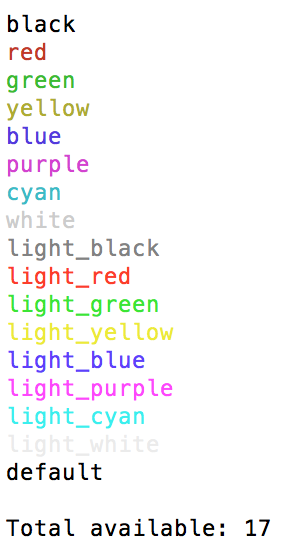 black
red
green
yellow
blue
purple
cyan
white
light_black
light_red
light_green
light_yellow
light_blue
light_purple
light_cyan
light_white
default
Total available: 17